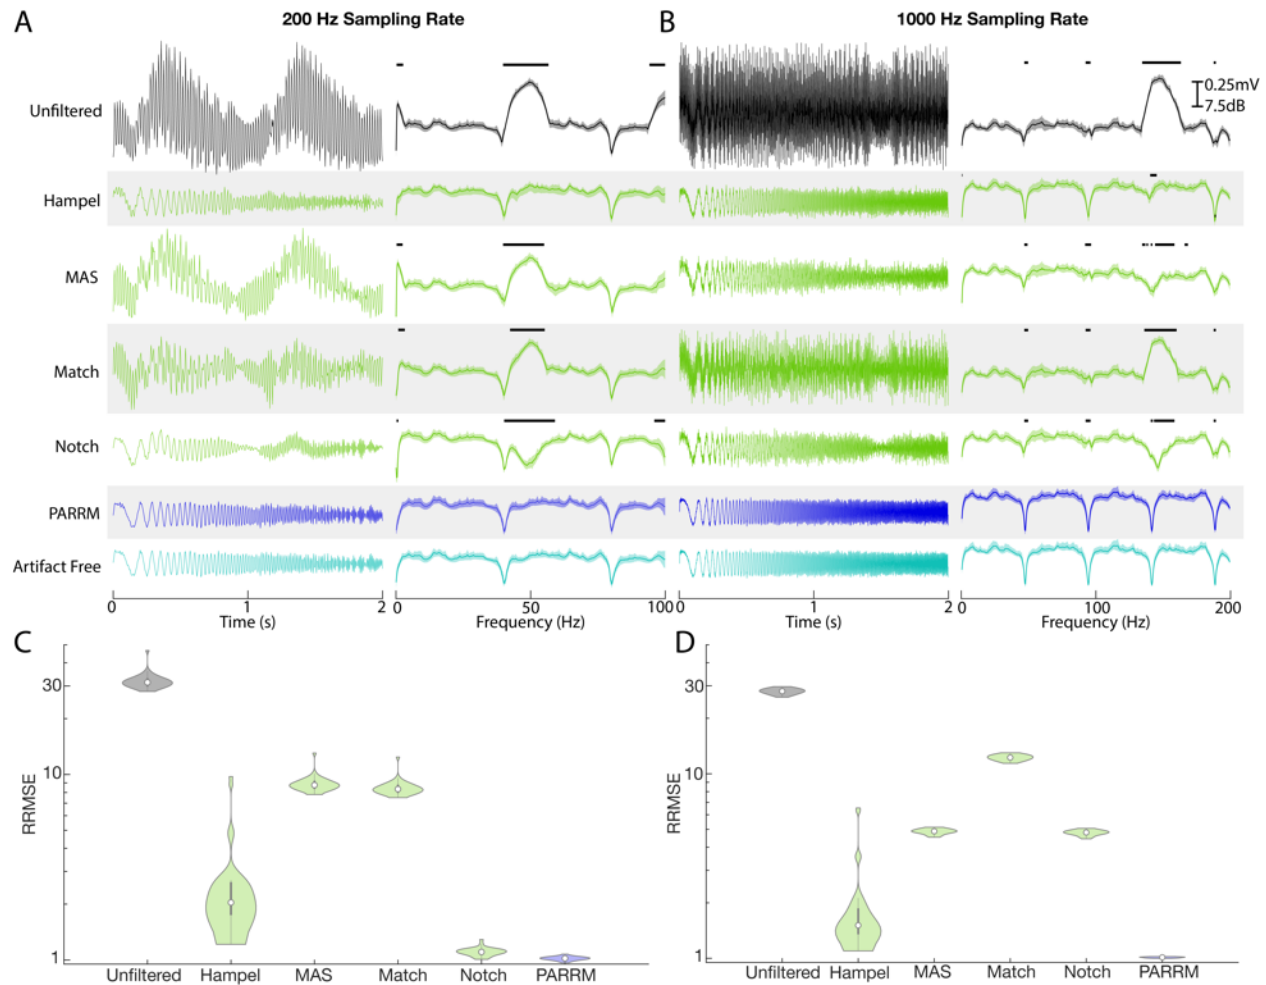 A
200 Hz Sampling Rate
B
1000 Hz Sampling Rate
Unfiltered
0.25mV
7.5dB
Hampel
MAS
Match
Notch
PARRM
Artifact Free
0 1 2 0 50 100 0 1 2 0 100 200
Time (s) Frequency (Hz) Time (s) Frequency (Hz)
C
30
10
1
RRMSE
Unfiltered Hampel MAS Match Notch PARRM
D
30
10
1
RRMSE
Unfiltered Hampel MAS Match Notch PARRM